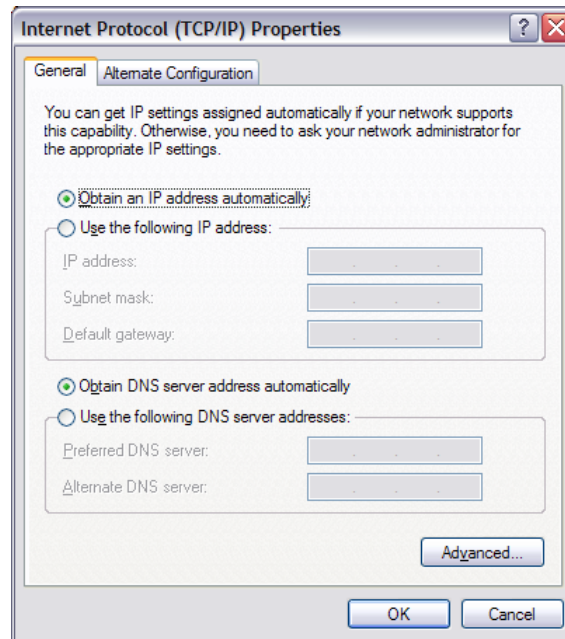 Internet Protocol (TCP/IP) Properties
General
Alternate Configuration
You can get IP settings assigned automatically if your network supports
this capability. Otherwise, you need to ask your network administrator for
the appropriate IP settings.
Obtain an IP address automatically
Use the following IP address:
IP address:
Subnet mask:
Default gateway:
Obtain DNS server address automatically
Use the following DNS server addresses:
Preferred DNS server:
Alternate DNS server:
Advanced...
OK
Cancel